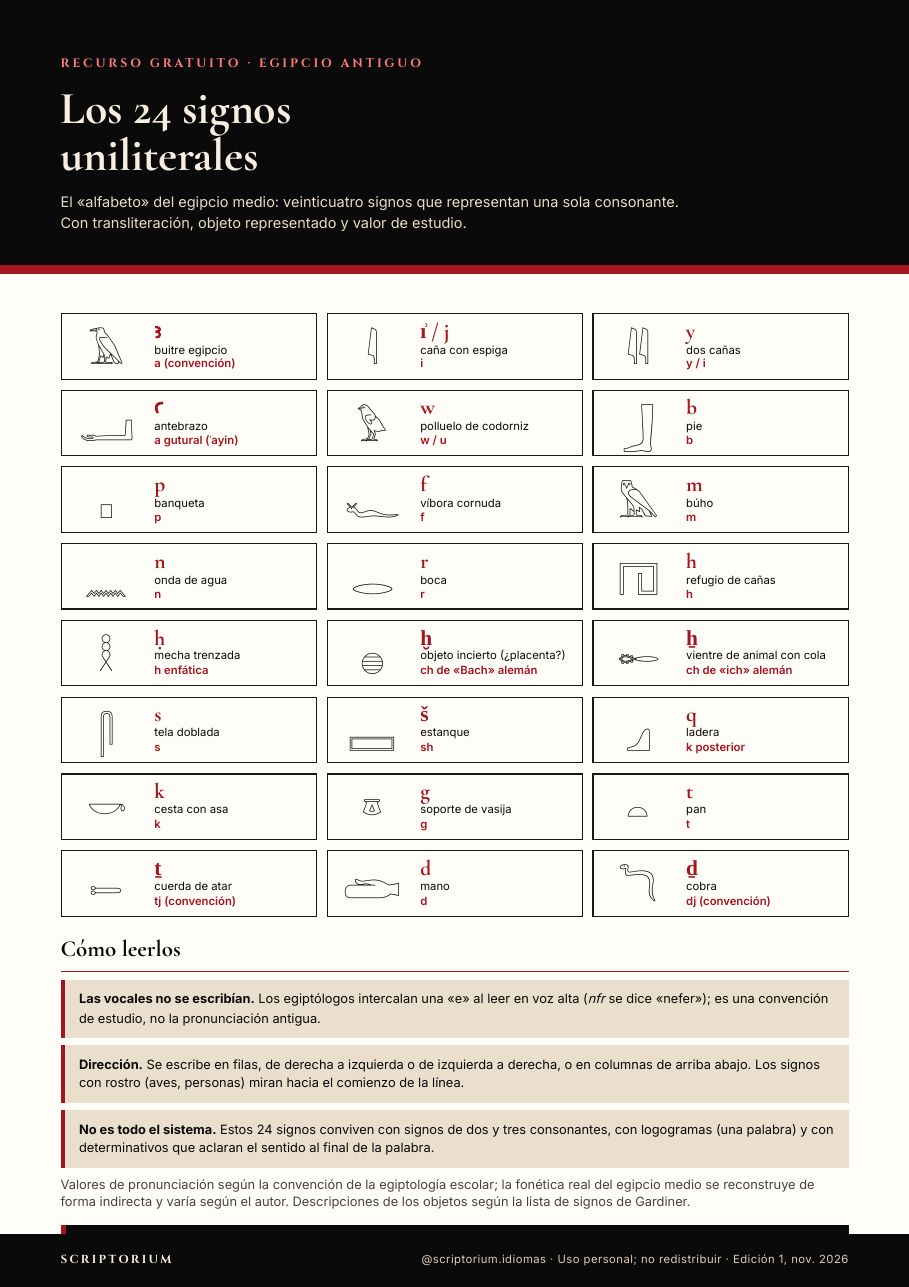 RECURSO GRATUITO · EGIPCIO ANTIGUO
Los 24 signos
uniliterales
El «alfabeto» del egipcio medio: veinticuatro signos que representan una sola consonante.
Con transliteración, objeto representado y valor de estudio.
ꜣ
buitre egipcio
a (convención)
ı͗ / j
caña con espiga
i
y
dos cañas
y / i
ꜥ
antebrazo
a gutural (ʿayin)
w
polluelo de codorniz
w / u
b
pie
b
p
banqueta
p
f
víbora cornuda
f
m
búho
m
n
onda de agua
n
r
boca
r
h
refugio de cañas
h
ḥ
mecha trenzada
h enfática
ḫ
objeto incierto (¿placenta?)
ch de «Bach» alemán
ẖ
vientre de animal con cola
ch de «ich» alemán
s
tela doblada
s
š
estanque
sh
q
ladera
k posterior
k
cesta con asa
k
g
soporte de vasija
g
t
pan
t
ṯ
cuerda de atar
tj (convención)
d
mano
d
ḏ
cobra
dj (convención)
Cómo leerlos
Las vocales no se escribían. Los egiptólogos intercalan una «e» al leer en voz alta (nfr se dice «nefer»); es una convención
de estudio, no la pronunciación antigua.
Dirección. Se escribe en filas, de derecha a izquierda o de izquierda a derecha, o en columnas de arriba abajo. Los signos
con rostro (aves, personas) miran hacia el comienzo de la línea.
No es todo el sistema. Estos 24 signos conviven con signos de dos y tres consonantes, con logogramas (una palabra) y con
determinativos que aclaran el sentido al final de la palabra.
Valores de pronunciación según la convención de la egiptología escolar; la fonética real del egipcio medio se reconstruye de
forma indirecta y varía según el autor. Descripciones de los objetos según la lista de signos de Gardiner.
SCRIPTORIUM
@scriptorium.idiomas · Uso personal; no redistribuir · Edición 1, nov. 2026